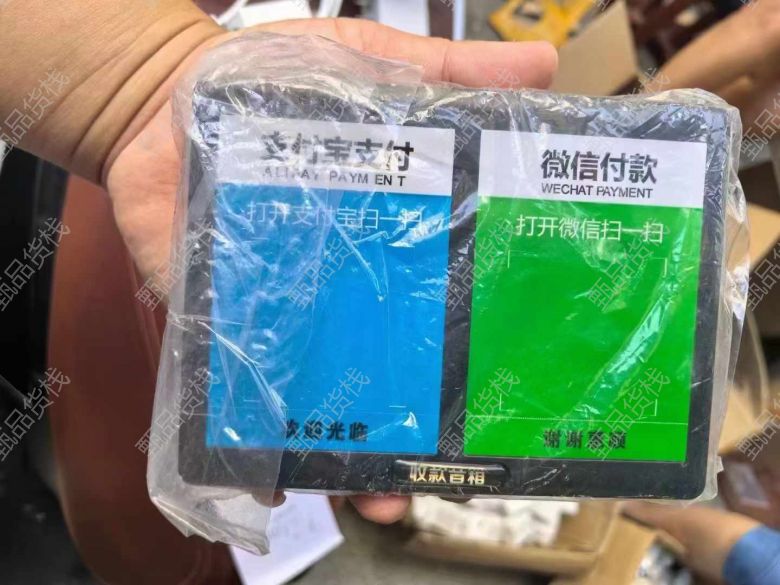 支付宝支付
ALIPAY PAYMENT
打开支付宝扫一扫
欢迎光临
微信付款
WECHAT PAYMENT
打开微信扫一扫
谢谢惠顾
收款音箱
甄品货栈